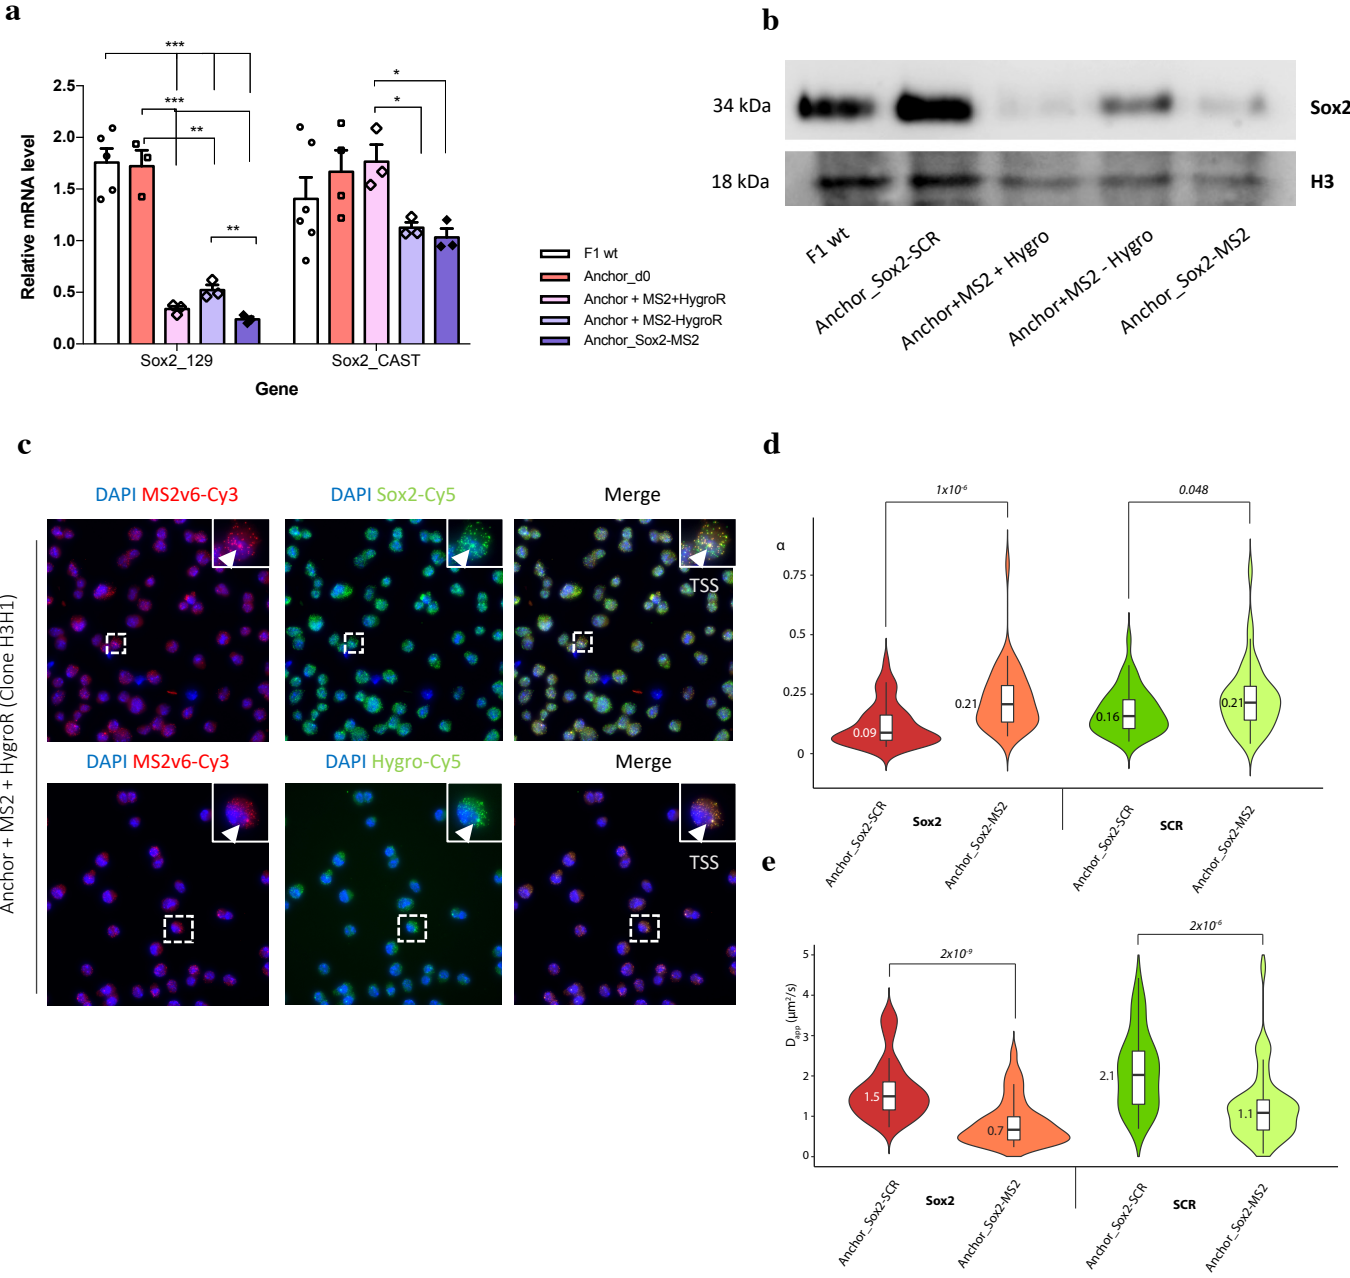 a
***
***
**
**
*
*
2.5
2.0
1.5
1.0
0.5
0.0
Relative mRNA level
Sox2_129
Sox2_CAST
Gene
F1 wt
Anchor_d0
Anchor + MS2+HygroR
Anchor + MS2-HygroR
Anchor_Sox2-MS2
b
34 kDa
Sox2
18 kDa
H3
F1 wt
Anchor_Sox2-SCR
Anchor+MS2 + Hygro
Anchor+MS2 - Hygro
Anchor_Sox2-MS2
c
Anchor + MS2 + HygroR (Clone H3H1)
DAPI MS2v6-Cy3
DAPI Sox2-Cy5
Merge
TSS
DAPI MS2v6-Cy3
DAPI Hygro-Cy5
Merge
TSS
d
1x10⁻⁶
0.048
α
0.75
0.5
0.25
0
0.09
0.21
0.16
0.21
Anchor_Sox2-SCR
Sox2
Anchor_Sox2-MS2
Anchor_Sox2-SCR
SCR
Anchor_Sox2-MS2
e
2x10⁻⁹
2x10⁻⁶
D_app (µm²/s)
5
4
3
2
1
0
1.5
0.7
2.1
1.1
Anchor_Sox2-SCR
Sox2
Anchor_Sox2-MS2
Anchor_Sox2-SCR
SCR
Anchor_Sox2-MS2